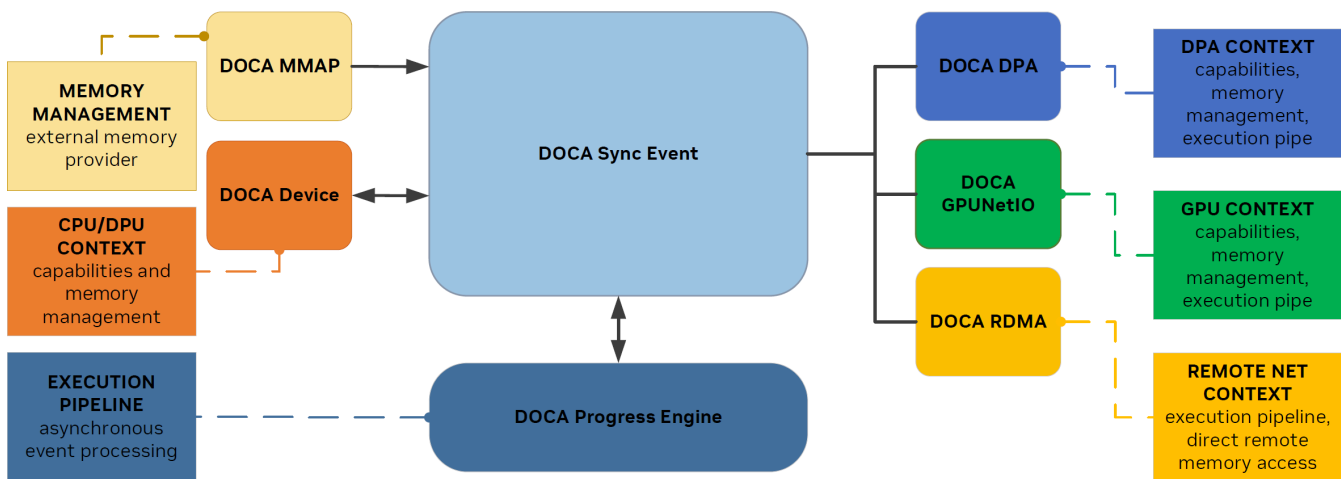 DOCA MMAP
MEMORY
MANAGEMENT
external memory
provider
DOCA Device
CPU/DPU
CONTEXT
capabilities and
memory
management
EXECUTION
PIPELINE
asynchronous
event processing
DOCA Sync Event
DOCA Progress Engine
DOCA DPA
DPA CONTEXT
capabilities,
memory
management,
execution pipe
DOCA
GPUNetIO
GPU CONTEXT
capabilities,
memory
management,
execution pipe
DOCA RDMA
REMOTE NET
CONTEXT
execution pipeline,
direct remote
memory access